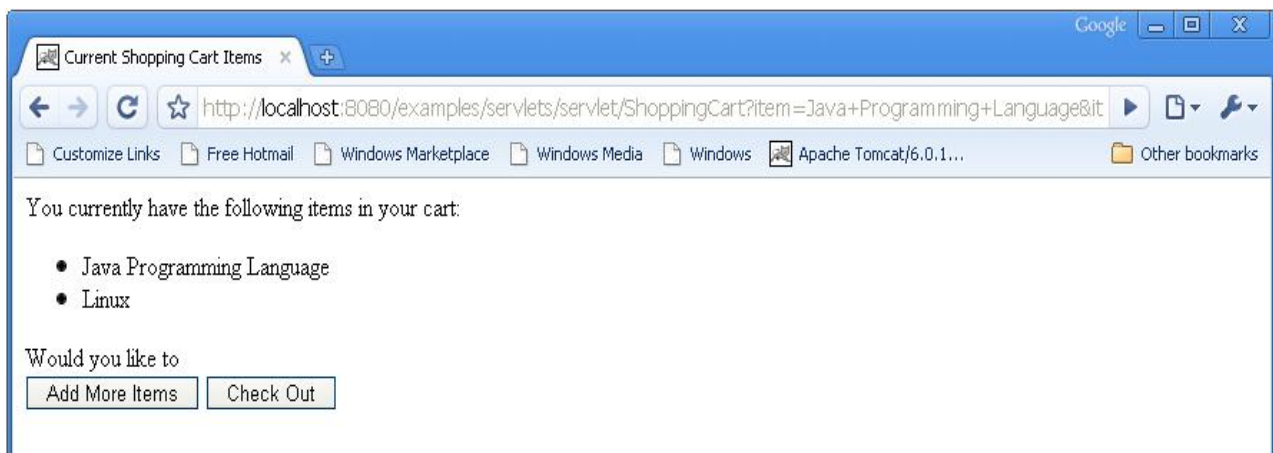 Google
Current Shopping Cart Items
http://localhost:8080/examples/servlets/servlet/ShoppingCart?item=Java+Programming+Language&it
Customize Links Free Hotmail Windows Marketplace Windows Media Windows Apache Tomcat/6.0.1... Other bookmarks
You currently have the following items in your cart:
Java Programming Language
Linux
Would you like to
Add More Items Check Out